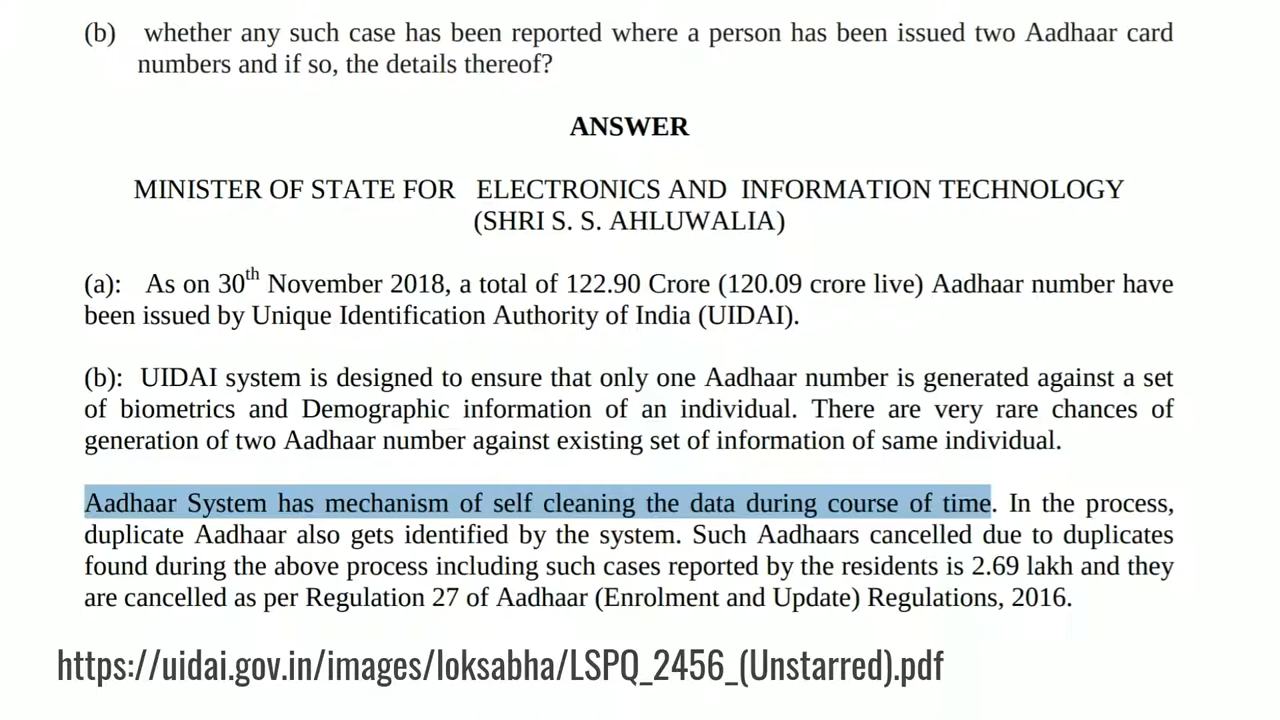 (b) whether any such case has been reported where a person has been issued two Aadhaar card
numbers and if so, the details thereof?
ANSWER
MINISTER OF STATE FOR ELECTRONICS AND INFORMATION TECHNOLOGY
(SHRI S. S. AHLUWALIA)
(a): As on 30th November 2018, a total of 122.90 Crore (120.09 crore live) Aadhaar number have
been issued by Unique Identification Authority of India (UIDAI).
(b): UIDAI system is designed to ensure that only one Aadhaar number is generated against a set
of biometrics and Demographic information of an individual. There are very rare chances of
generation of two Aadhaar number against existing set of information of same individual.
Aadhaar System has mechanism of self cleaning the data during course of time. In the process,
duplicate Aadhaar also gets identified by the system. Such Aadhaars cancelled due to duplicates
found during the above process including such cases reported by the residents is 2.69 lakh and they
are cancelled as per Regulation 27 of Aadhaar (Enrolment and Update) Regulations, 2016.
https://uidai.gov.in/images/loksabha/LSPQ_2456_(Unstarred).pdf